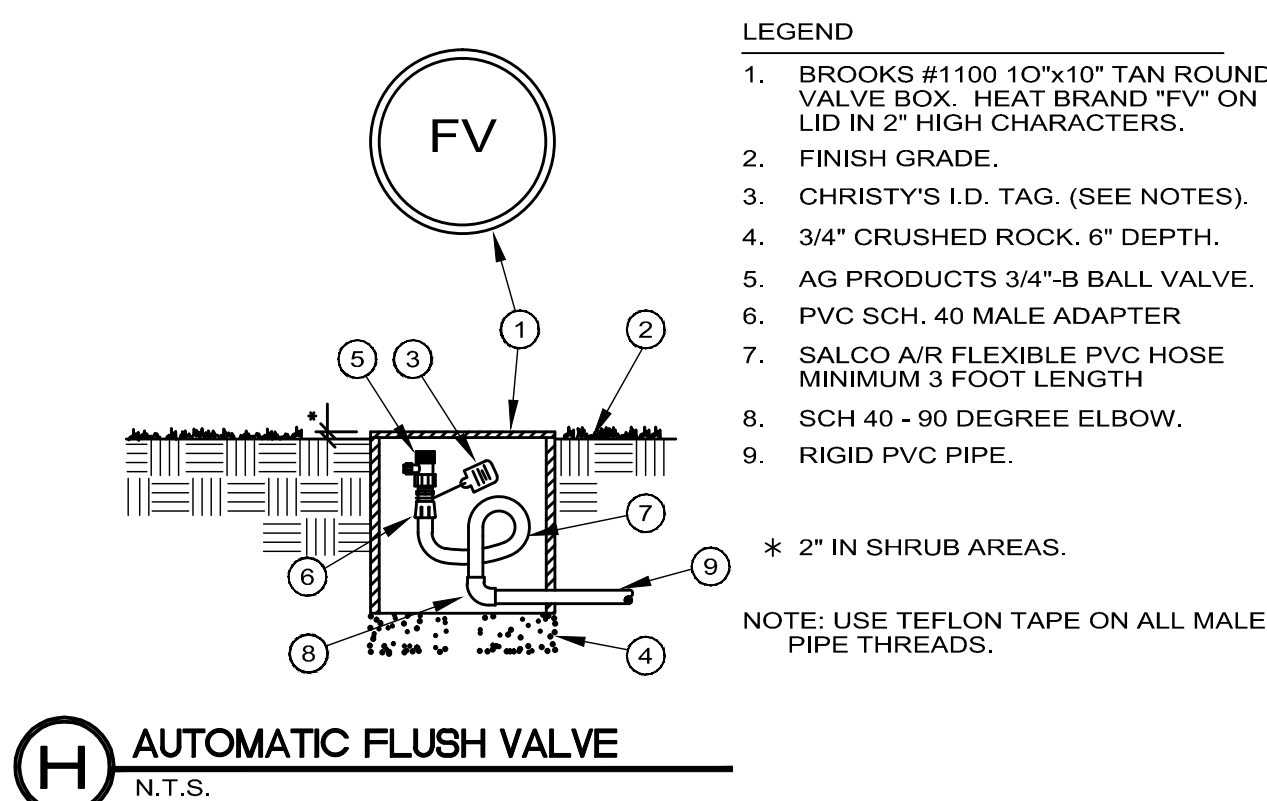 FV
1
2
5
3
*
7
6
9
8
4
LEGEND
1. BROOKS #1100 1O"x10" TAN ROUND
VALVE BOX. HEAT BRAND "FV" ON
LID IN 2" HIGH CHARACTERS.
2. FINISH GRADE.
3. CHRISTY'S I.D. TAG. (SEE NOTES).
4. 3/4" CRUSHED ROCK. 6" DEPTH.
5. AG PRODUCTS 3/4"-B BALL VALVE.
6. PVC SCH. 40 MALE ADAPTER
7. SALCO A/R FLEXIBLE PVC HOSE
MINIMUM 3 FOOT LENGTH
8. SCH 40 - 90 DEGREE ELBOW.
9. RIGID PVC PIPE.
* 2" IN SHRUB AREAS.
NOTE: USE TEFLON TAPE ON ALL MALE
PIPE THREADS.
H AUTOMATIC FLUSH VALVE
N.T.S.